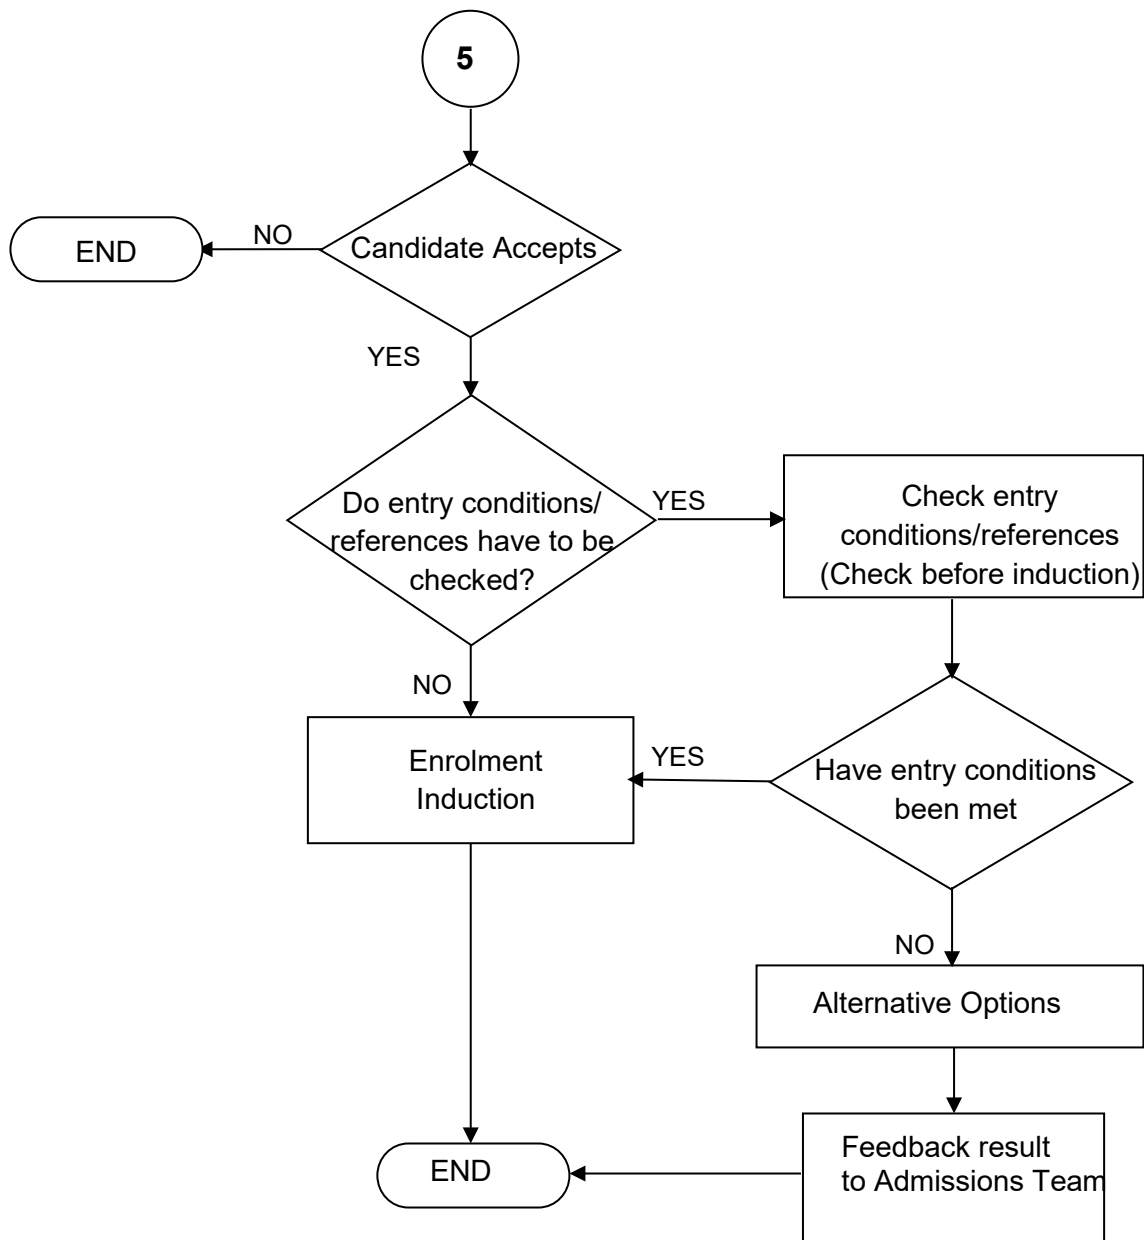 5
Candidate Accepts
NO
END
YES
Do entry conditions/
references have to be
checked?
YES
Check entry
conditions/references
(Check before induction)
NO
Enrolment
Induction
YES
Have entry conditions
been met
NO
Alternative Options
Feedback result
to Admissions Team
END